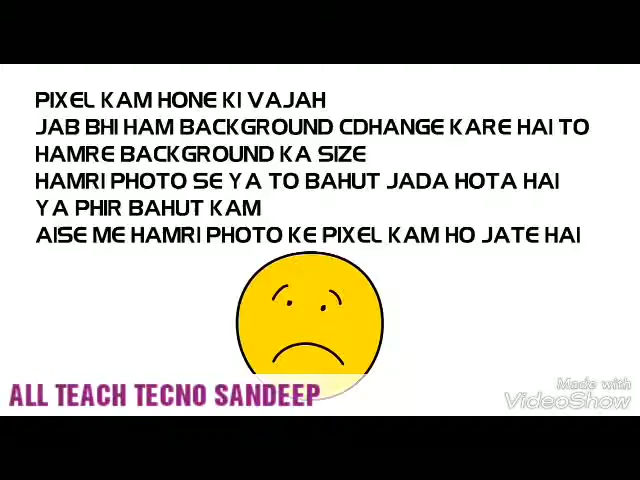 PIXEL KAM HONE KI VAJAH
JAB BHI HAM BACKGROUND CDHANGE KARE HAI TO
HAMRE BACKGROUND KA SIZE
HAMRI PHOTO SE YA TO BAHUT JADA HOTA HAI
YA PHIR BAHUT KAM
AISE ME HAMRI PHOTO KE PIXEL KAM HO JATE HAI
ALL TEACH TECNO SANDEEP
Made with
VideoShow